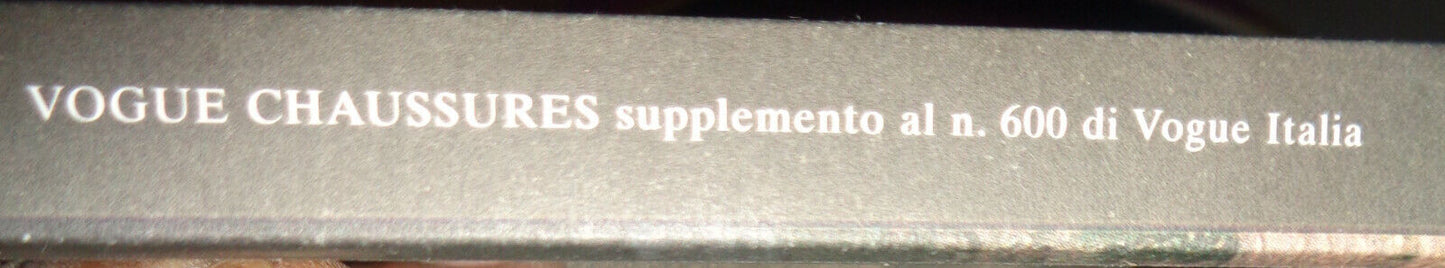 VOGUE CHAUSSURES supplemento al n. 600 di Vogue Italia